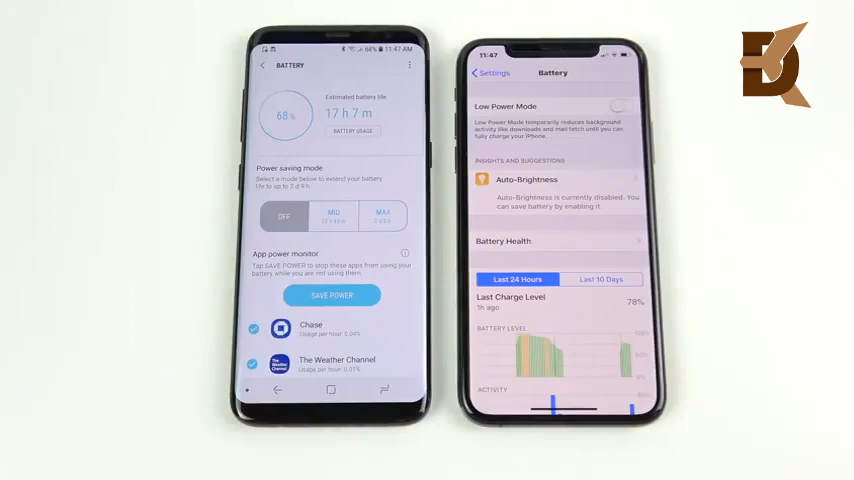 68% 11:47 AM
BATTERY
68 %
Estimated battery life
17 h 7 m
BATTERY USAGE
Power saving mode
Select a mode below to extend your battery
life to up to 2 d 9 h
OFF
MID
MAX
App power monitor
Tap SAVE POWER to stop these apps from using your
battery while you are not using them.
SAVE POWER
Chase
Usage per hour: 0.04%
The Weather Channel
The Weather Channel
Usage per hour: 0.01%
11:47
Settings
Battery
Low Power Mode
Low Power Mode temporarily reduces background
activity like downloads and mail fetch until you can
fully charge your iPhone.
INSIGHTS AND SUGGESTIONS
Auto-Brightness
Auto-Brightness is currently disabled. You
can save battery by enabling it.
Battery Health
Last 24 Hours
Last 10 Days
Last Charge Level
78%
1h ago
BATTERY LEVEL
ACTIVITY